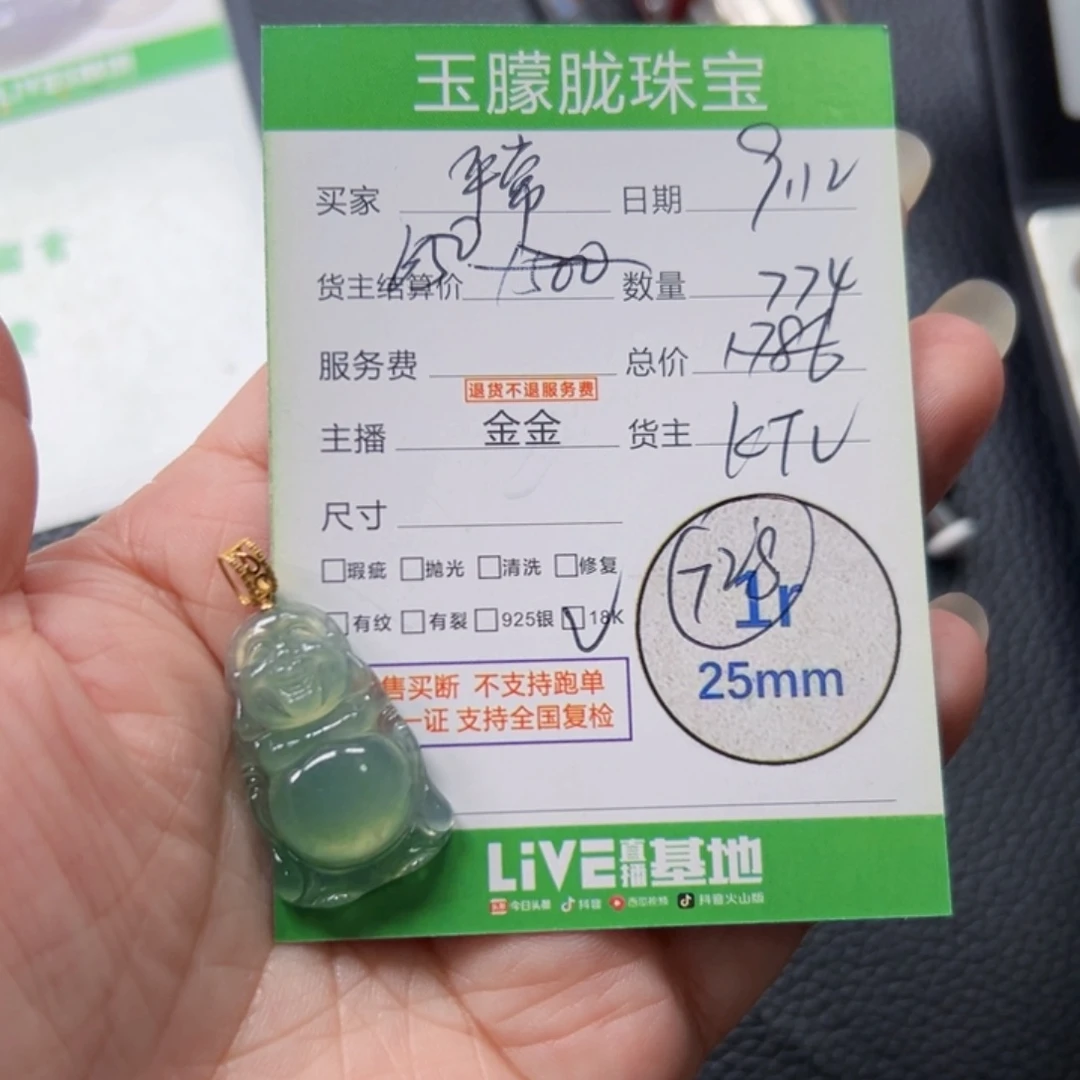 玉朦胧珠宝
买家 平常 日期 9.12
货主结算价 650 1500 数量 774
服务费 总价 1786
退货不退服务费
主播 金金 货主 KTV
尺寸
瑕疵 抛光 清洗 修复
有纹 有裂 925银 18K
728
1r
25mm
售买断 不支持跑单
一证 支持全国复检
LiVE直播基地
今日头条 抖音 西瓜视频 抖音火山版